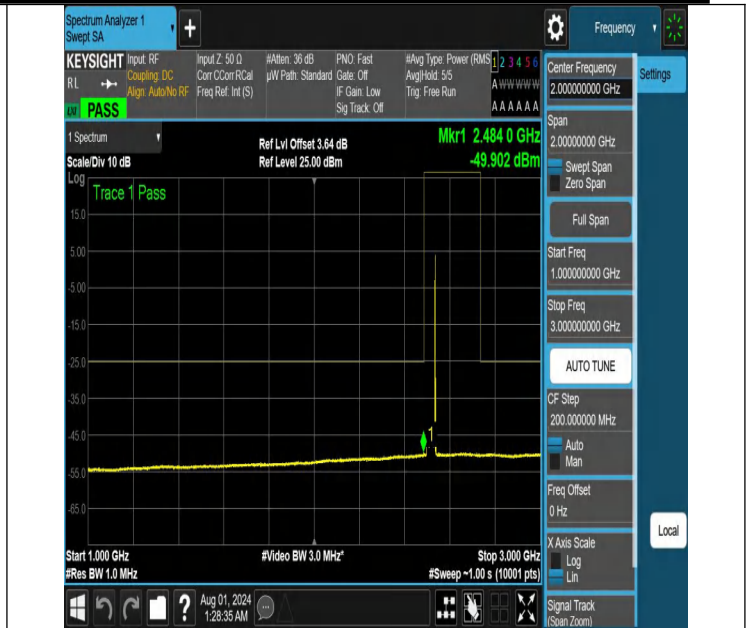 Spectrum Analyzer 1
Swept SA
Frequency
KEYSIGHT
Input: RF
Input Z: 50 Ω
#Atten: 36 dB
PNO: Fast
#Avg Type: Power (RMS
1 2 3 4 5 6
RL
Coupling: DC
Corr CCorr RCal
µW Path: Standard
Gate: Off
Avg|Hold: 5/5
A W W W W W
Align: Auto/No RF
Freq Ref: Int (S)
IF Gain: Low
Trig: Free Run
Sig Track: Off
A A A A A A
LXI
PASS
1 Spectrum
Ref Lvl Offset 3.64 dB
Mkr1 2.484 0 GHz
Scale/Div 10 dB
Ref Level 25.00 dBm
-49.902 dBm
Log
Trace 1 Pass
15.0
5.00
-5.00
-15.0
-25.0
-35.0
-45.0
1
-55.0
-65.0
Start 1.000 GHz
#Video BW 3.0 MHz*
Stop 3.000 GHz
#Res BW 1.0 MHz
#Sweep ~1.00 s (10001 pts)
Aug 01, 2024
1:28:35 AM
Center Frequency
2.000000000 GHz
Settings
Span
2.00000000 GHz
Swept Span
Zero Span
Full Span
Start Freq
1.000000000 GHz
Stop Freq
3.000000000 GHz
AUTO TUNE
CF Step
200.000000 MHz
Auto
Man
Freq Offset
0 Hz
Local
X Axis Scale
Log
Lin
Signal Track
(Span Zoom)